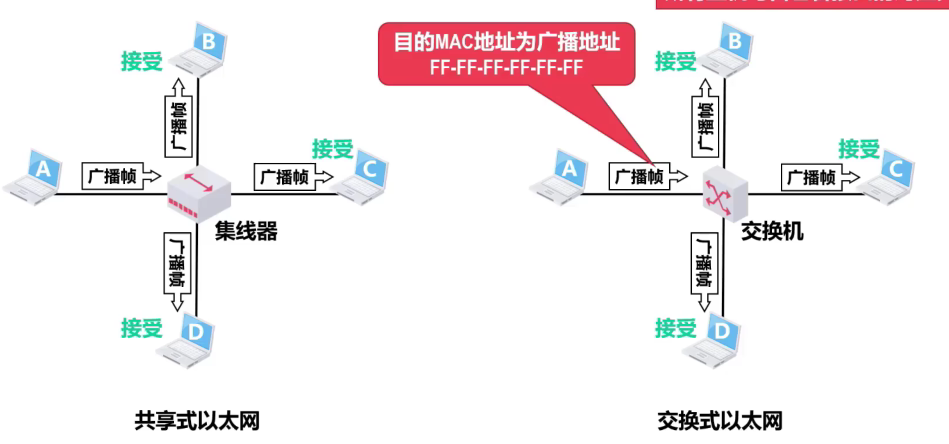 目的MAC地址为广播地址
FF-FF-FF-FF-FF-FF
B
接受
广播帧
A
广播帧
广播帧
接受
C
集线器
广播帧
接受
D
共享式以太网
B
接受
广播帧
A
广播帧
广播帧
接受
C
交换机
广播帧
接受
D
交换式以太网